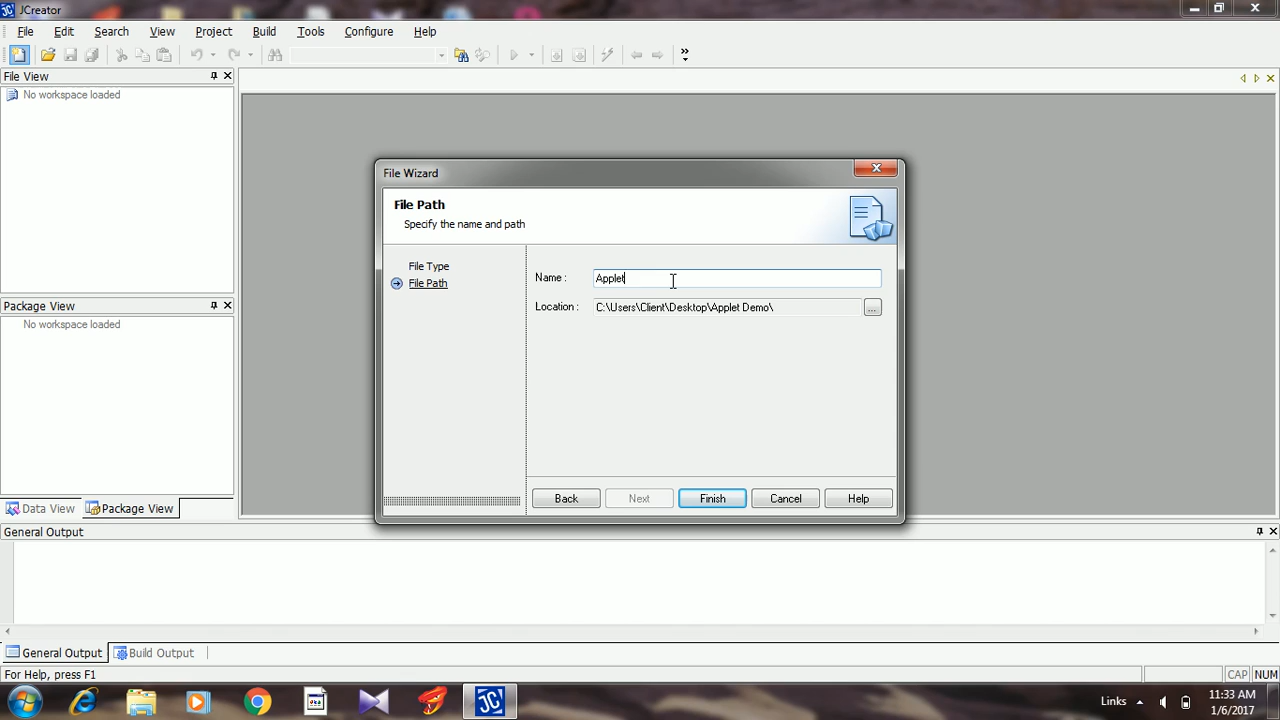 JCreator
File Edit Search View Project Build Tools Configure Help
File View
No workspace loaded
Package View
No workspace loaded
Data View Package View
File Wizard
File Path
Specify the name and path
File Type
File Path
Name : Applet
Location : C:\Users\Client\Desktop\Applet Demo\ ...
Back Next Finish Cancel Help
General Output
General Output Build Output
For Help, press F1
CAP NUM
JC
Links
11:33 AM
1/6/2017